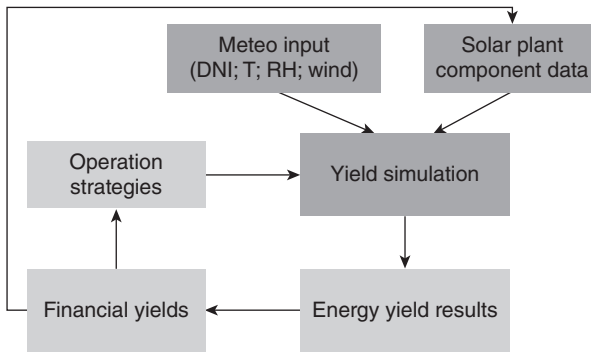 Meteo input
(DNI; T; RH; wind)
Solar plant
component data
Operation
strategies
Yield simulation
Financial yields
Energy yield results